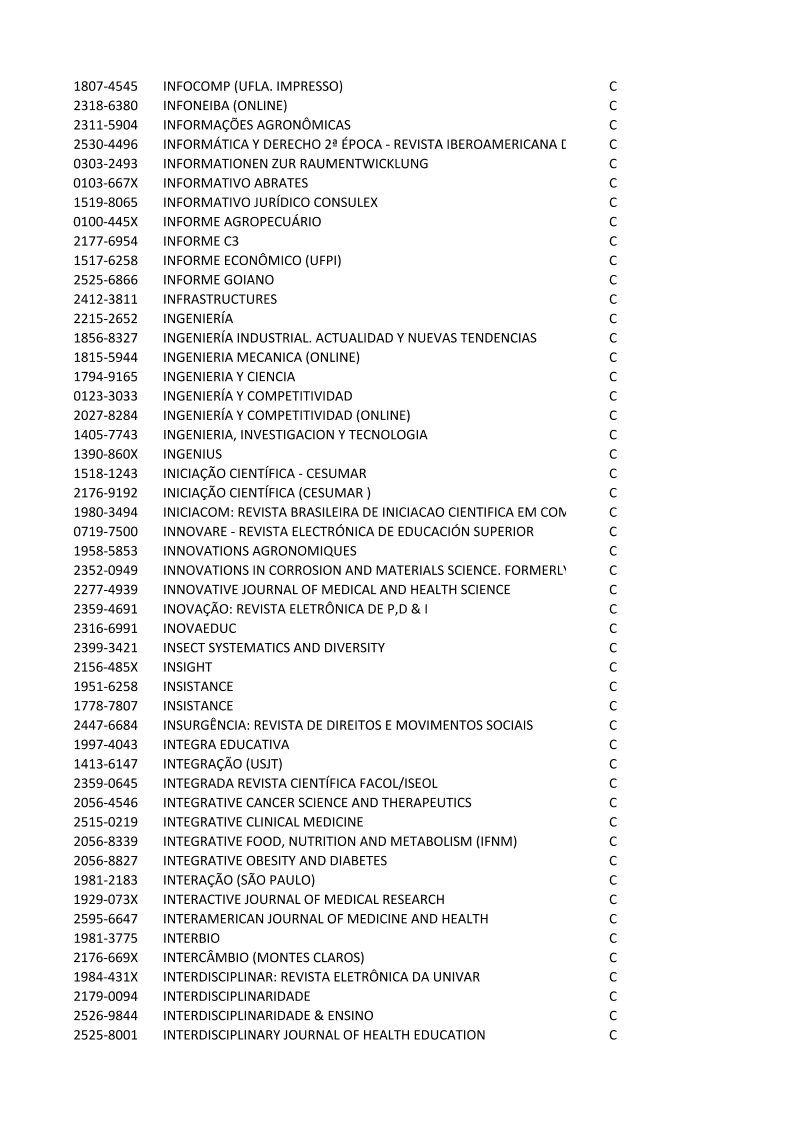 1807-4545 INFOCOMP (UFLA. IMPRESSO) C
2318-6380 INFONEIBA (ONLINE) C
2311-5904 INFORMAÇÕES AGRONÔMICAS C
2530-4496 INFORMÁTICA Y DERECHO 2ª ÉPOCA - REVISTA IBEROAMERICANA C
0303-2493 INFORMATIONEN ZUR RAUMENTWICKLUNG C
0103-667X INFORMATIVO ABRATES C
1519-8065 INFORMATIVO JURÍDICO CONSULEX C
0100-445X INFORME AGROPECUÁRIO C
2177-6954 INFORME C3 C
1517-6258 INFORME ECONÔMICO (UFPI) C
2525-6866 INFORME GOIANO C
2412-3811 INFRASTRUCTURES C
2215-2652 INGENIERÍA C
1856-8327 INGENIERÍA INDUSTRIAL. ACTUALIDAD Y NUEVAS TENDENCIAS C
1815-5944 INGENIERIA MECANICA (ONLINE) C
1794-9165 INGENIERIA Y CIENCIA C
0123-3033 INGENIERÍA Y COMPETITIVIDAD C
2027-8284 INGENIERÍA Y COMPETITIVIDAD (ONLINE) C
1405-7743 INGENIERIA, INVESTIGACION Y TECNOLOGIA C
1390-860X INGENIUS C
1518-1243 INICIAÇÃO CIENTÍFICA - CESUMAR C
2176-9192 INICIAÇÃO CIENTÍFICA (CESUMAR ) C
1980-3494 INICIACOM: REVISTA BRASILEIRA DE INICIACAO CIENTIFICA EM COM C
0719-7500 INNOVARE - REVISTA ELECTRÓNICA DE EDUCACIÓN SUPERIOR C
1958-5853 INNOVATIONS AGRONOMIQUES C
2352-0949 INNOVATIONS IN CORROSION AND MATERIALS SCIENCE. FORMERLY C
2277-4939 INNOVATIVE JOURNAL OF MEDICAL AND HEALTH SCIENCE C
2359-4691 INOVAÇÃO: REVISTA ELETRÔNICA DE P,D & I C
2316-6991 INOVAEDUC C
2399-3421 INSECT SYSTEMATICS AND DIVERSITY C
2156-485X INSIGHT C
1951-6258 INSISTANCE C
1778-7807 INSISTANCE C
2447-6684 INSURGÊNCIA: REVISTA DE DIREITOS E MOVIMENTOS SOCIAIS C
1997-4043 INTEGRA EDUCATIVA C
1413-6147 INTEGRAÇÃO (USJT) C
2359-0645 INTEGRADA REVISTA CIENTÍFICA FACOL/ISEOL C
2056-4546 INTEGRATIVE CANCER SCIENCE AND THERAPEUTICS C
2515-0219 INTEGRATIVE CLINICAL MEDICINE C
2056-8339 INTEGRATIVE FOOD, NUTRITION AND METABOLISM (IFNM) C
2056-8827 INTEGRATIVE OBESITY AND DIABETES C
1981-2183 INTERAÇÃO (SÃO PAULO) C
1929-073X INTERACTIVE JOURNAL OF MEDICAL RESEARCH C
2595-6647 INTERAMERICAN JOURNAL OF MEDICINE AND HEALTH C
1981-3775 INTERBIO C
2176-669X INTERCÂMBIO (MONTES CLAROS) C
1984-431X INTERDISCIPLINAR: REVISTA ELETRÔNICA DA UNIVAR C
2179-0094 INTERDISCIPLINARIDADE C
2526-9844 INTERDISCIPLINARIDADE & ENSINO C
2525-8001 INTERDISCIPLINARY JOURNAL OF HEALTH EDUCATION C